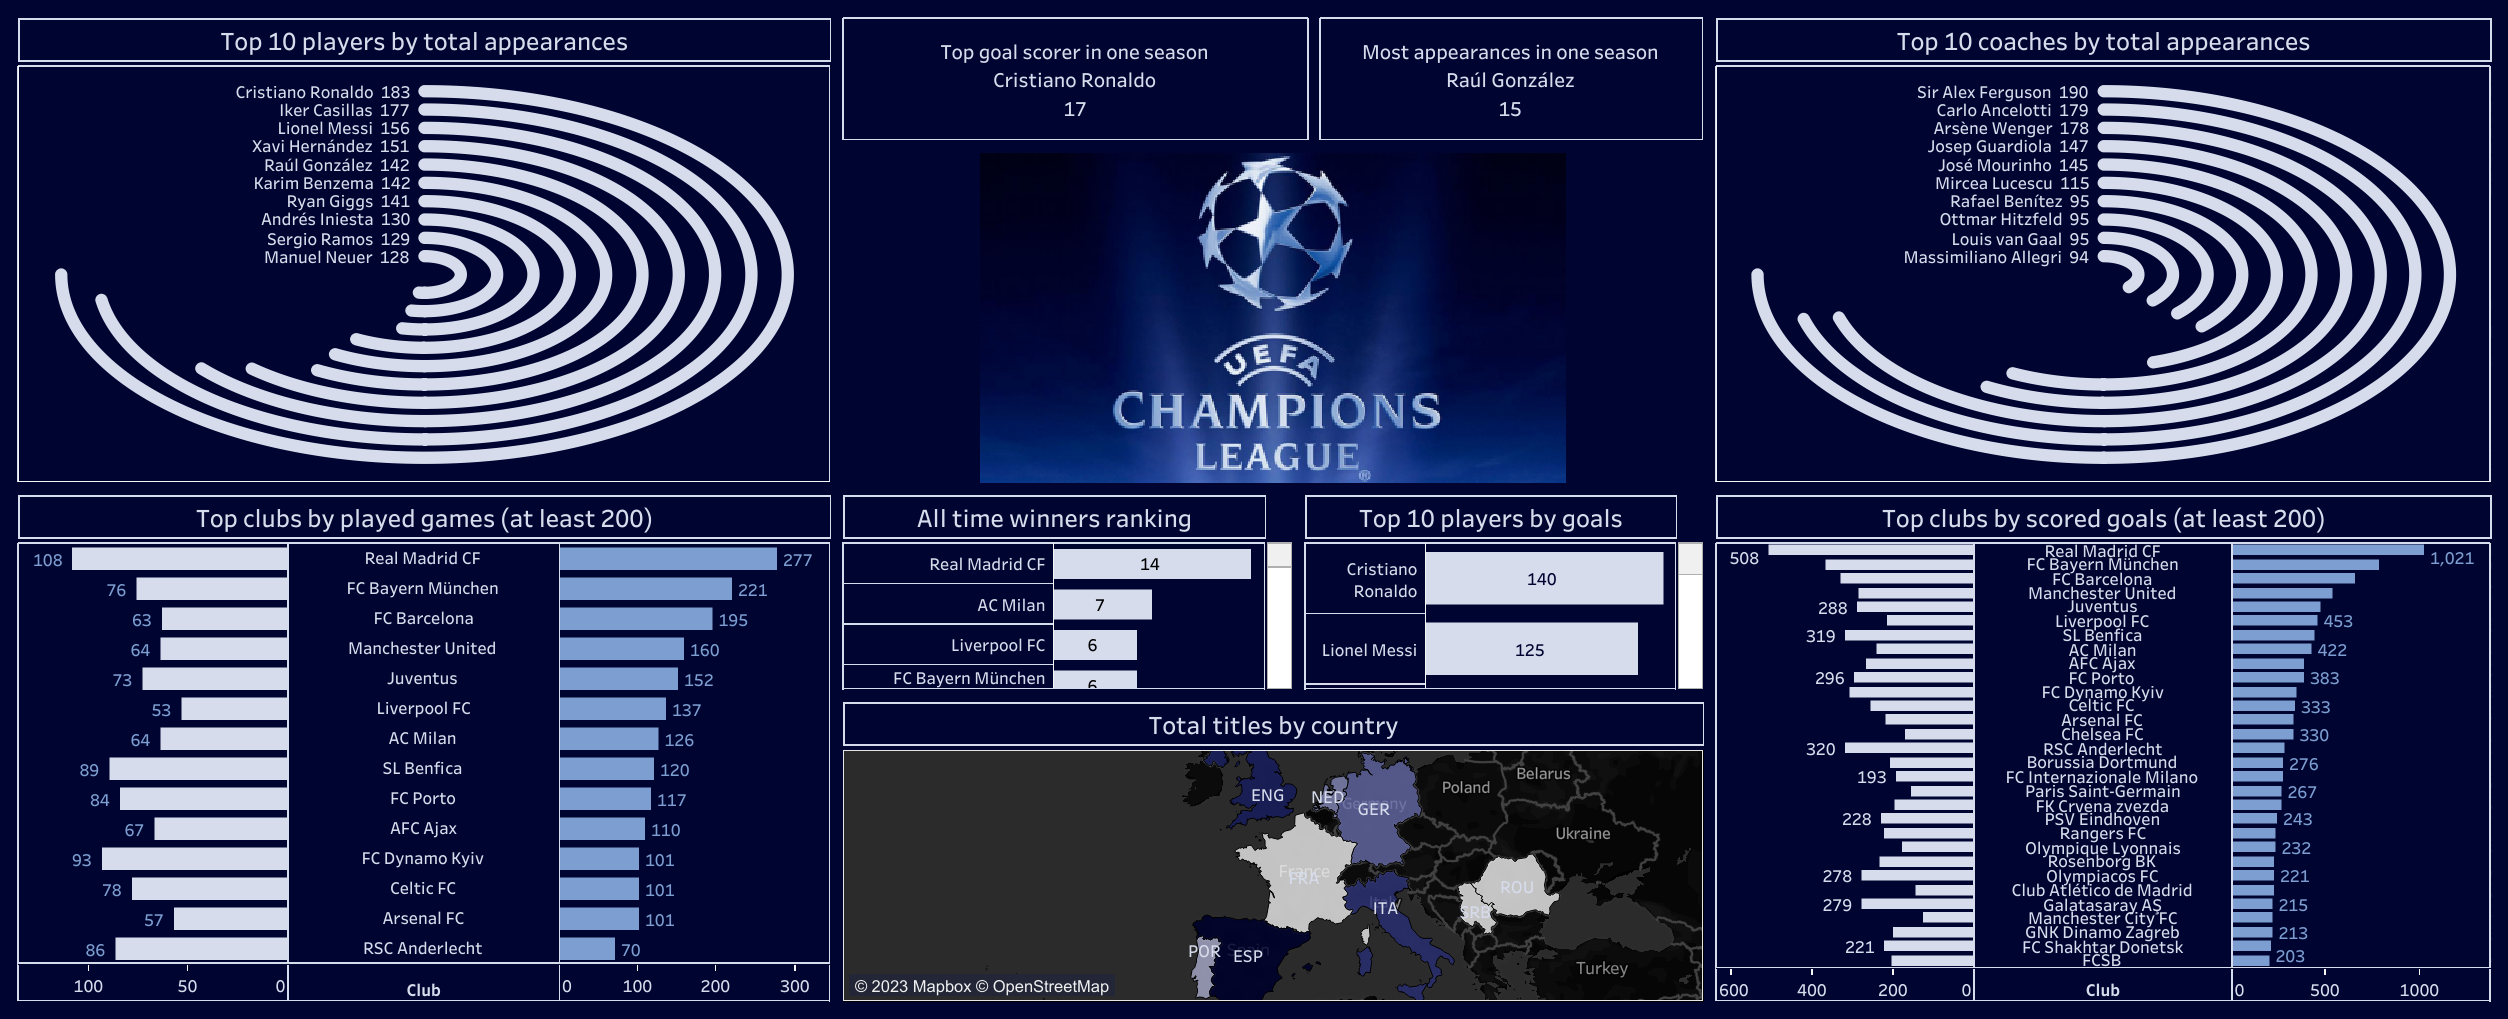 Top 10 players by total appearances
Cristiano Ronaldo 183
Iker Casillas 177
Lionel Messi 156
Xavi Hernández 151
Raúl González 142
Karim Benzema 142
Ryan Giggs 141
Andrés Iniesta 130
Sergio Ramos 129
Manuel Neuer 128
Top goal scorer in one season
Cristiano Ronaldo
17
Most appearances in one season
Raúl González
15
UEFA
CHAMPIONS
LEAGUE®
Top 10 coaches by total appearances
Sir Alex Ferguson 190
Carlo Ancelotti 179
Arsène Wenger 178
Josep Guardiola 147
José Mourinho 145
Mircea Lucescu 115
Rafael Benítez 95
Ottmar Hitzfeld 95
Louis van Gaal 95
Massimiliano Allegri 94
Top clubs by played games (at least 200)
108 Real Madrid CF 277
76 FC Bayern München 221
63 FC Barcelona 195
64 Manchester United 160
73 Juventus 152
53 Liverpool FC 137
64 AC Milan 126
89 SL Benfica 120
84 FC Porto 117
67 AFC Ajax 110
93 FC Dynamo Kyiv 101
78 Celtic FC 101
57 Arsenal FC 101
86 RSC Anderlecht 70
100 50 0 Club 0 100 200 300
All time winners ranking
Real Madrid CF 14
AC Milan 7
Liverpool FC 6
FC Bayern München 6
Top 10 players by goals
Cristiano
Ronaldo
140
Lionel Messi 125
Total titles by country
Belarus
Poland
ENG
NED
Germany
GER
Ukraine
France
FRA
ROU
ITA
SRB
POR
Spain
ESP
Turkey
© 2023 Mapbox © OpenStreetMap
Top clubs by scored goals (at least 200)
508 Real Madrid CF 1,021
FC Bayern München
FC Barcelona
Manchester United
288 Juventus
Liverpool FC 453
319 SL Benfica
AC Milan 422
AFC Ajax
296 FC Porto 383
FC Dynamo Kyiv
Celtic FC 333
Arsenal FC
Chelsea FC 330
320 RSC Anderlecht
Borussia Dortmund 276
193 FC Internazionale Milano
Paris Saint-Germain 267
FK Crvena zvezda
228 PSV Eindhoven 243
Rangers FC
Olympique Lyonnais 232
Rosenborg BK
278 Olympiacos FC 221
Club Atlético de Madrid
279 Galatasaray AŞ 215
Manchester City FC
GNK Dinamo Zagreb 213
221 FC Shakhtar Donetsk
FCSB 203
600 400 200 0 Club 0 500 1000